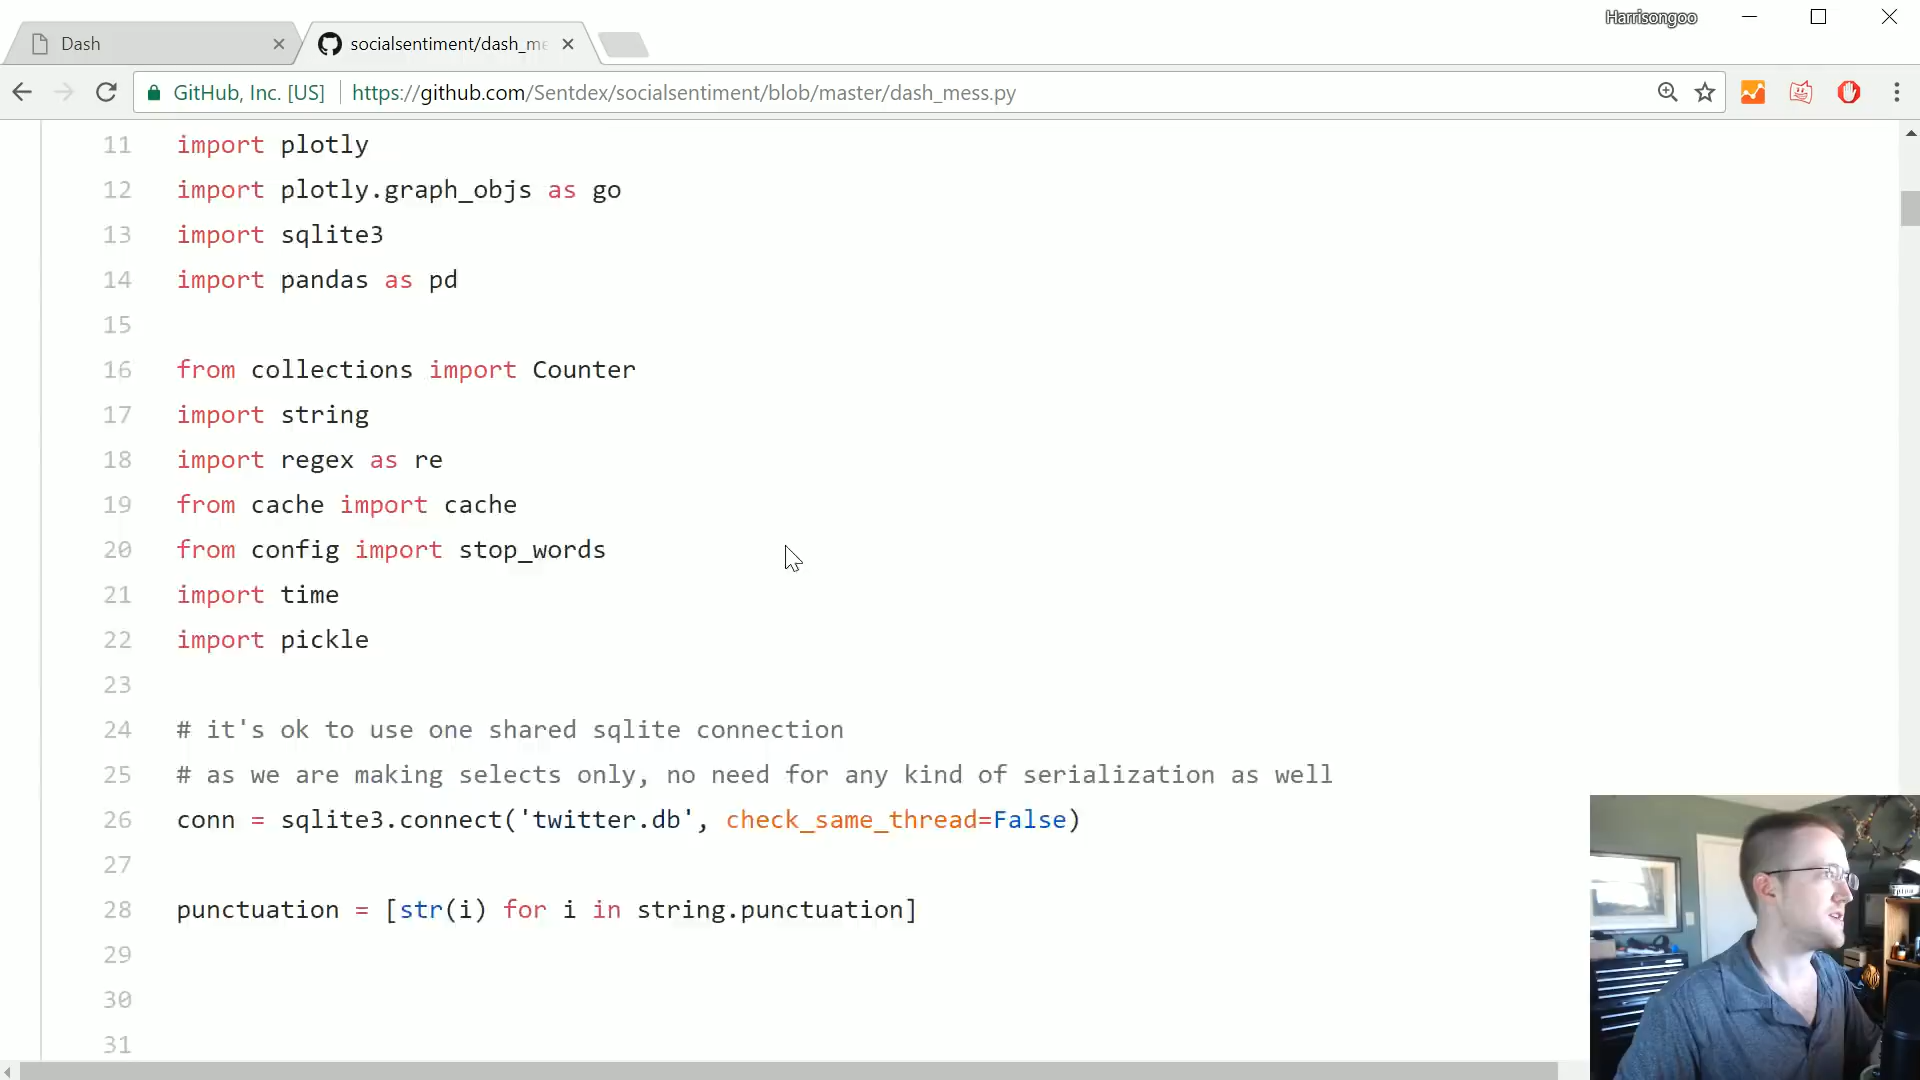 Harrisongoo
Dash
socialsentiment/dash_me
GitHub, Inc. [US]
https://github.com/Sentdex/socialsentiment/blob/master/dash_mess.py
11 import plotly
12 import plotly.graph_objs as go
13 import sqlite3
14 import pandas as pd
15
16 from collections import Counter
17 import string
18 import regex as re
19 from cache import cache
20 from config import stop_words
21 import time
22 import pickle
23
24 # it's ok to use one shared sqlite connection
25 # as we are making selects only, no need for any kind of serialization as well
26 conn = sqlite3.connect('twitter.db', check_same_thread=False)
27
28 punctuation = [str(i) for i in string.punctuation]
29
30
31